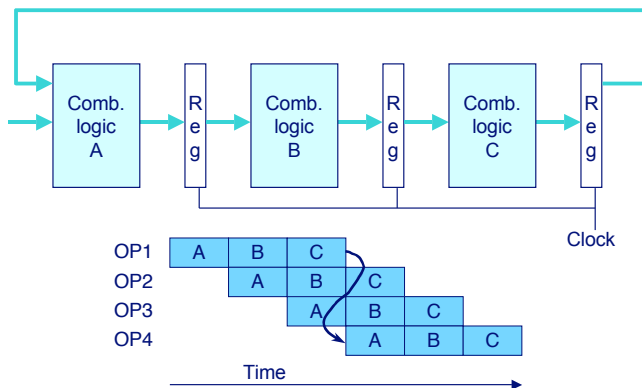 Comb.
logic
A
R
e
g
Comb.
logic
B
R
e
g
Comb.
logic
C
R
e
g
Clock
OP1 A B C
OP2 A B C
OP3 A B C
OP4 A B C
Time